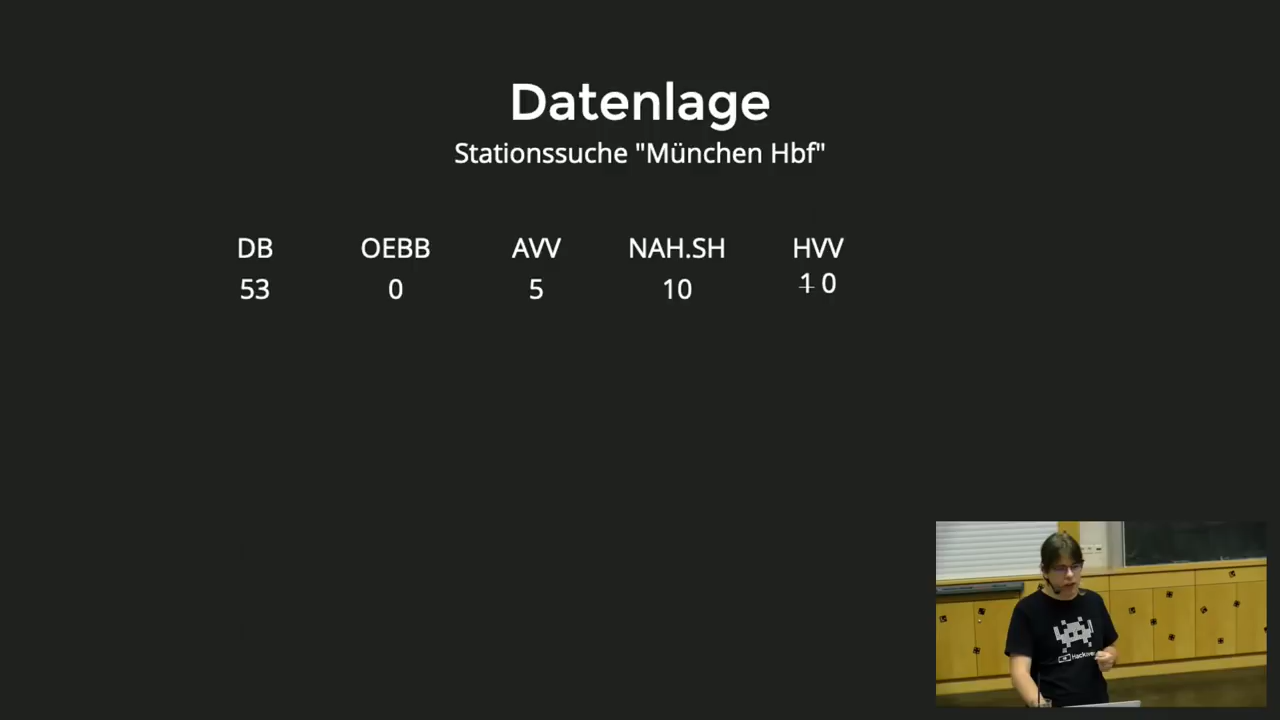 Datenlage
Stationssuche "München Hbf"
DB OEBB AVV NAH.SH HVV
53 0 5 10 1 0